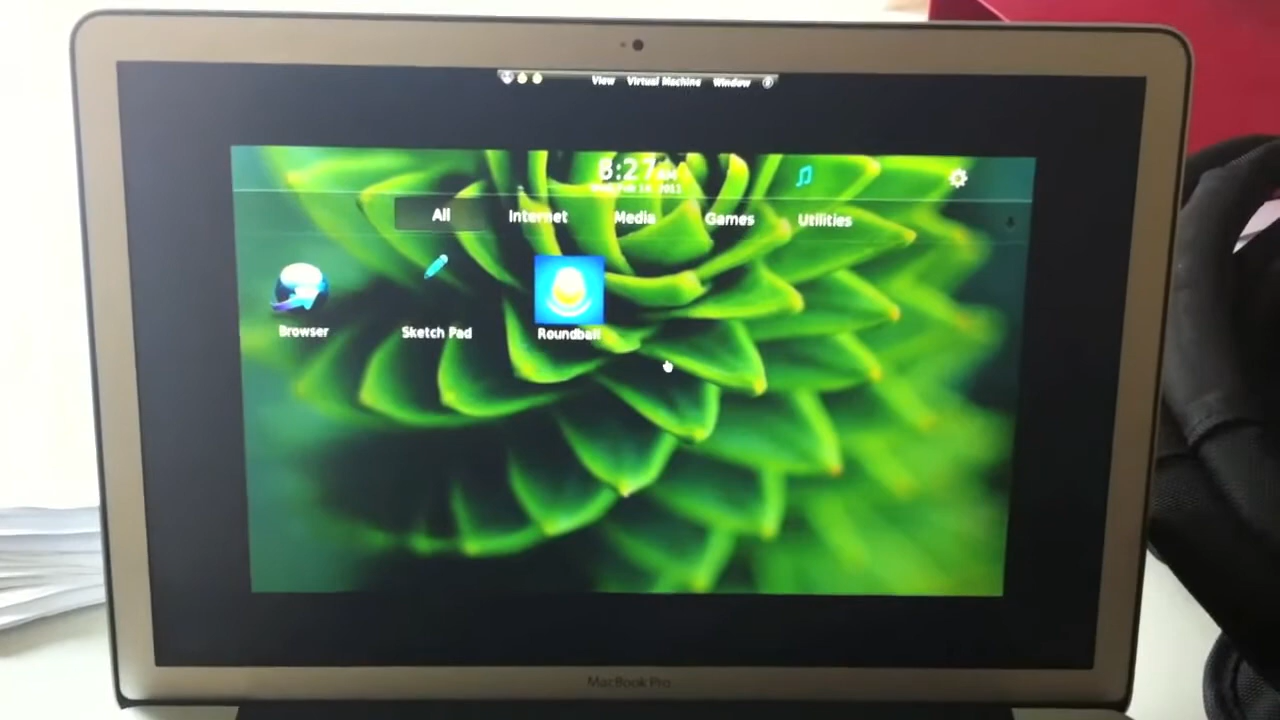 View Virtual Machine Window
All Internet Media Games Utilities
Browser Sketch Pad Roundball
MacBook Pro